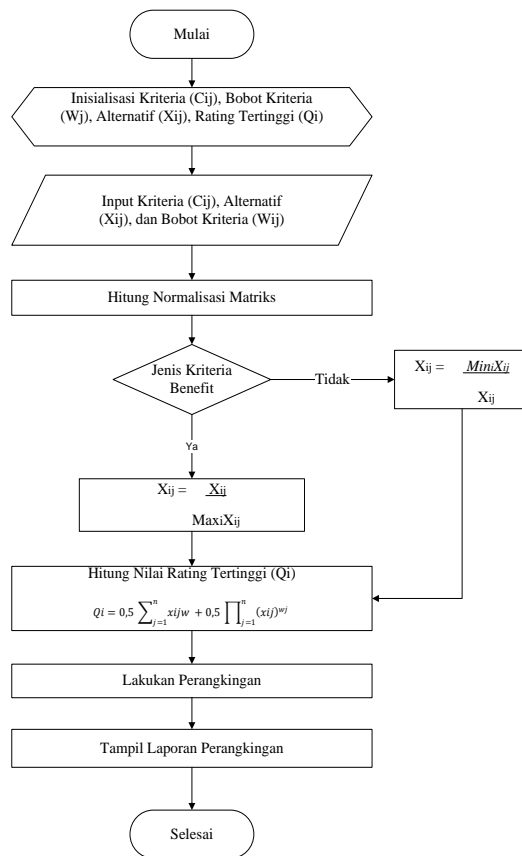 Mulai
Inisialisasi Kriteria (Cij), Bobot Kriteria
(Wj), Alternatif (Xij), Rating Tertinggi (Qi)
Input Kriteria (Cij), Alternatif
(Xij), dan Bobot Kriteria (Wij)
Hitung Normalisasi Matriks
Jenis Kriteria
Benefit
Tidak
Xij = MiniXij
Xij
Ya
Xij = Xij
MaxiXij
Hitung Nilai Rating Tertinggi (Qi)
Qi = 0,5 ∑ⁿⱼ₌₁ xijw + 0,5 ∏ⁿⱼ₌₁ (xij)ʷʲ
Lakukan Perangkingan
Tampil Laporan Perangkingan
Selesai